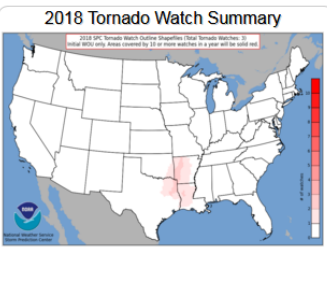 2018 Tornado Watch Summary
2018 SPC Tornado Watch Outline Shapefiles (Total Tornado Watches: 3)
Initial WOU only. Areas covered by 10 or more watches in a year will be solid red.
# of watches
National Weather Service
Storm Prediction Center